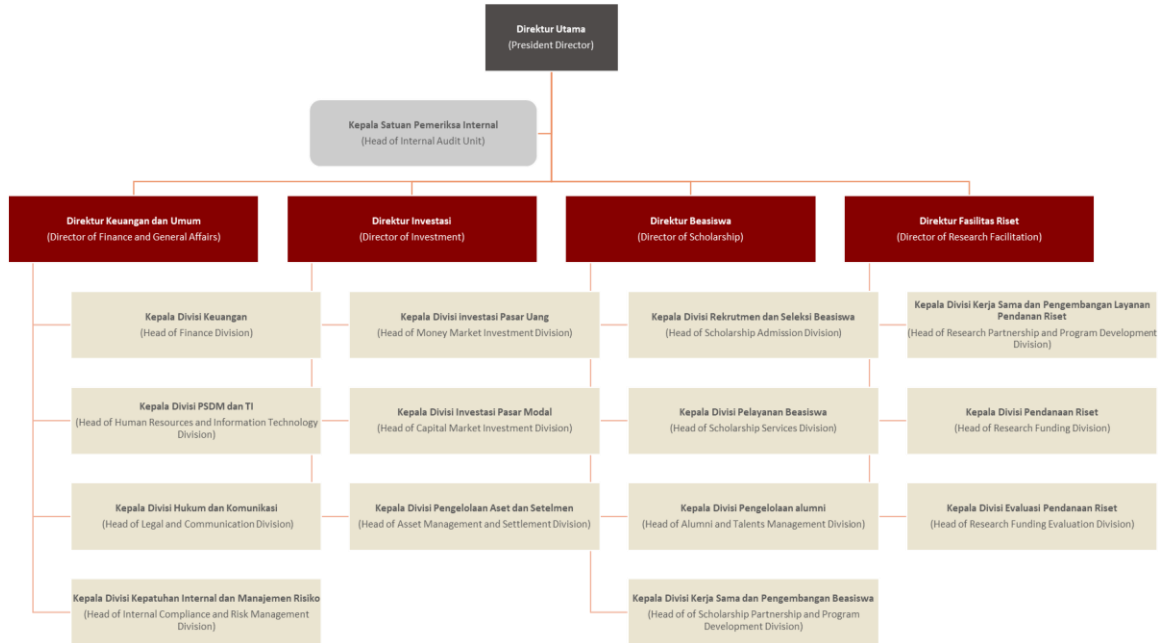 Direktur Utama
(President Director)
Kepala Satuan Pemeriksa Internal
(Head of Internal Audit Unit)
Direktur Keuangan dan Umum
(Director of Finance and General Affairs)
Direktur Investasi
(Director of Investment)
Direktur Beasiswa
(Director of Scholarship)
Direktur Fasilitas Riset
(Director of Research Facilitation)
Kepala Divisi Keuangan
(Head of Finance Division)
Kepala Divisi PSDM dan TI
(Head of Human Resources and Information Technology
Division)
Kepala Divisi Hukum dan Komunikasi
(Head of Legal and Communication Division)
Kepala Divisi Kepatuhan Internal dan Manajemen Risiko
(Head of Internal Compliance and Risk Management
Division)
Kepala Divisi investasi Pasar Uang
(Head of Money Market Investment Division)
Kepala Divisi Investasi Pasar Modal
(Head of Capital Market Investment Division)
Kepala Divisi Pengelolaan Aset dan Setelmen
(Head of Asset Management and Settlement Division)
Kepala Divisi Rekrutmen dan Seleksi Beasiswa
(Head of Scholarship Admission Division)
Kepala Divisi Pelayanan Beasiswa
(Head of Scholarship Services Division)
Kepala Divisi Pengelolaan alumni
(Head of Alumni and Talents Management Division)
Kepala Divisi Kerja Sama dan Pengembangan Beasiswa
(Head of of Scholarship Partnership and Program
Development Division)
Kepala Divisi Kerja Sama dan Pengembangan Layanan
Pendanan Riset
(Head of Research Partnership and Program Development
Division)
Kepala Divisi Pendanaan Riset
(Head of Research Funding Division)
Kepala Divisi Evaluasi Pendanaan Riset
(Head of Research Funding Evaluation Division)